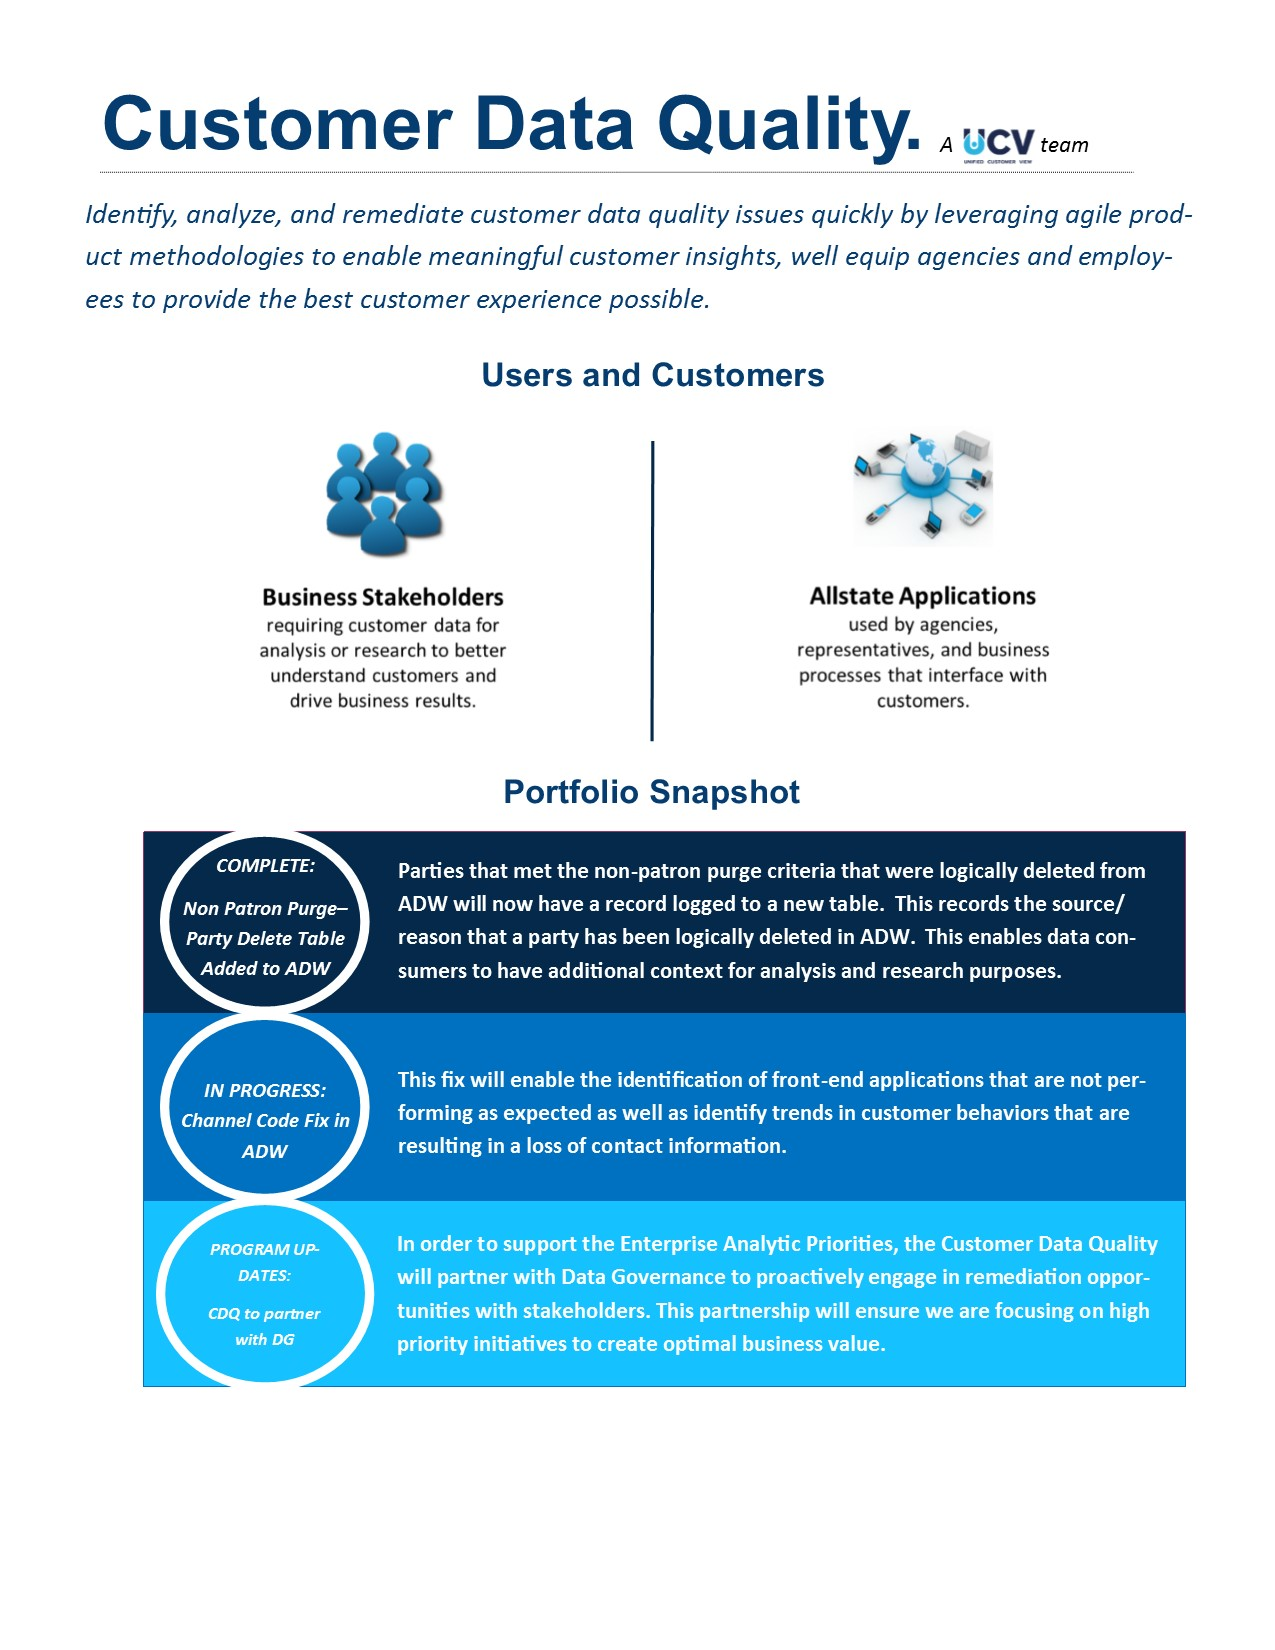 Customer Data Quality. A UCV team
UNIFIED CUSTOMER VIEW
Identify, analyze, and remediate customer data quality issues quickly by leveraging agile prod-
uct methodologies to enable meaningful customer insights, well equip agencies and employ-
ees to provide the best customer experience possible.
Users and Customers
Business Stakeholders
requiring customer data for
analysis or research to better
understand customers and
drive business results.
Allstate Applications
used by agencies,
representatives, and business
processes that interface with
customers.
Portfolio Snapshot
COMPLETE:
Non Patron Purge–
Party Delete Table
Added to ADW
Parties that met the non-patron purge criteria that were logically deleted from
ADW will now have a record logged to a new table.  This records the source/
reason that a party has been logically deleted in ADW.  This enables data con-
sumers to have additional context for analysis and research purposes.
IN PROGRESS:
Channel Code Fix in
ADW
This fix will enable the identification of front-end applications that are not per-
forming as expected as well as identify trends in customer behaviors that are
resulting in a loss of contact information.
PROGRAM UP-
DATES:
CDQ to partner
with DG
In order to support the Enterprise Analytic Priorities, the Customer Data Quality
will partner with Data Governance to proactively engage in remediation oppor-
tunities with stakeholders. This partnership will ensure we are focusing on high
priority initiatives to create optimal business value.